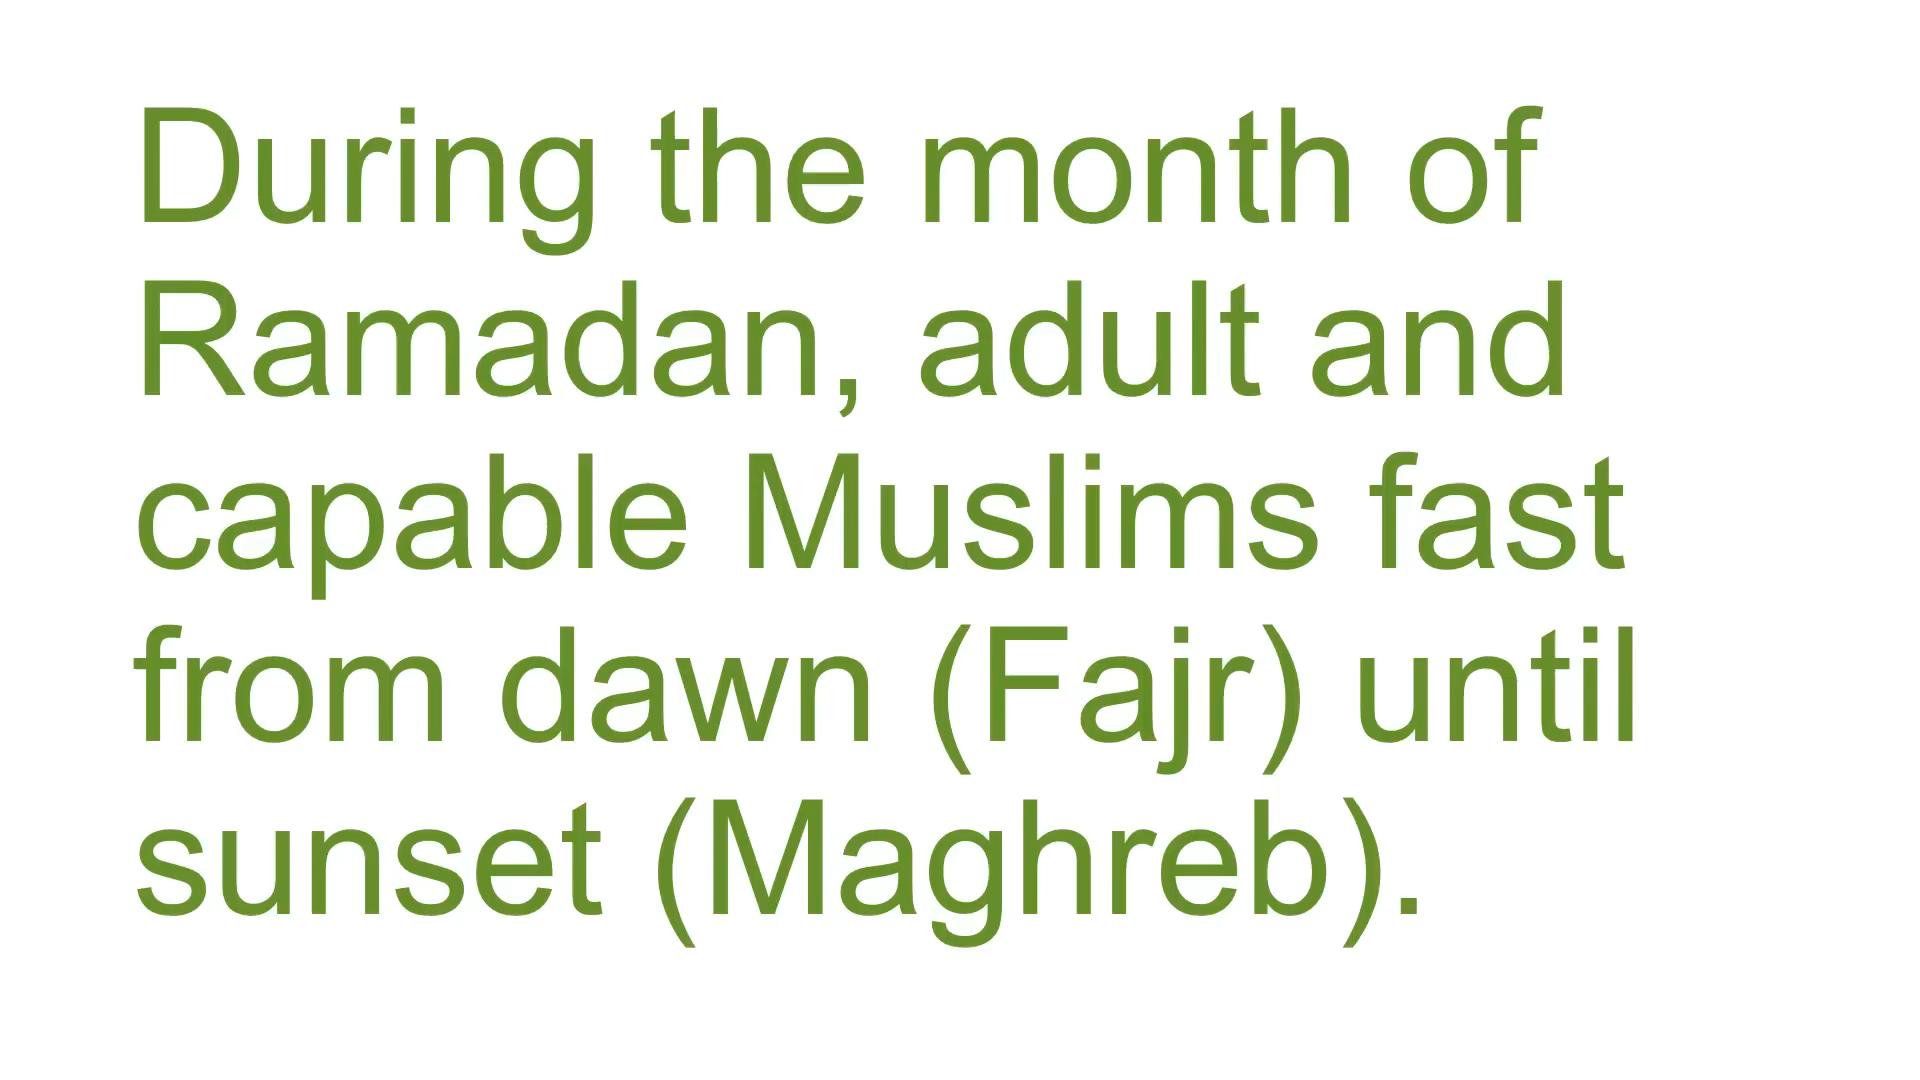 During the month of
Ramadan, adult and
capable Muslims fast
from dawn (Fajr) until
sunset (Maghreb).